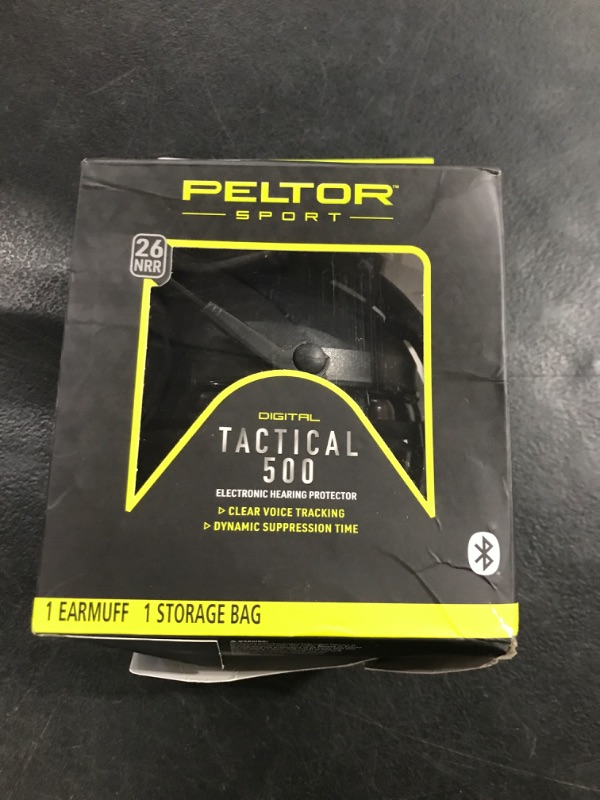 PELTOR™
SPORT
26
NRR
DIGITAL
TACTICAL
500
ELECTRONIC HEARING PROTECTOR
▷ CLEAR VOICE TRACKING
▷ DYNAMIC SUPPRESSION TIME
1 EARMUFF 1 STORAGE BAG